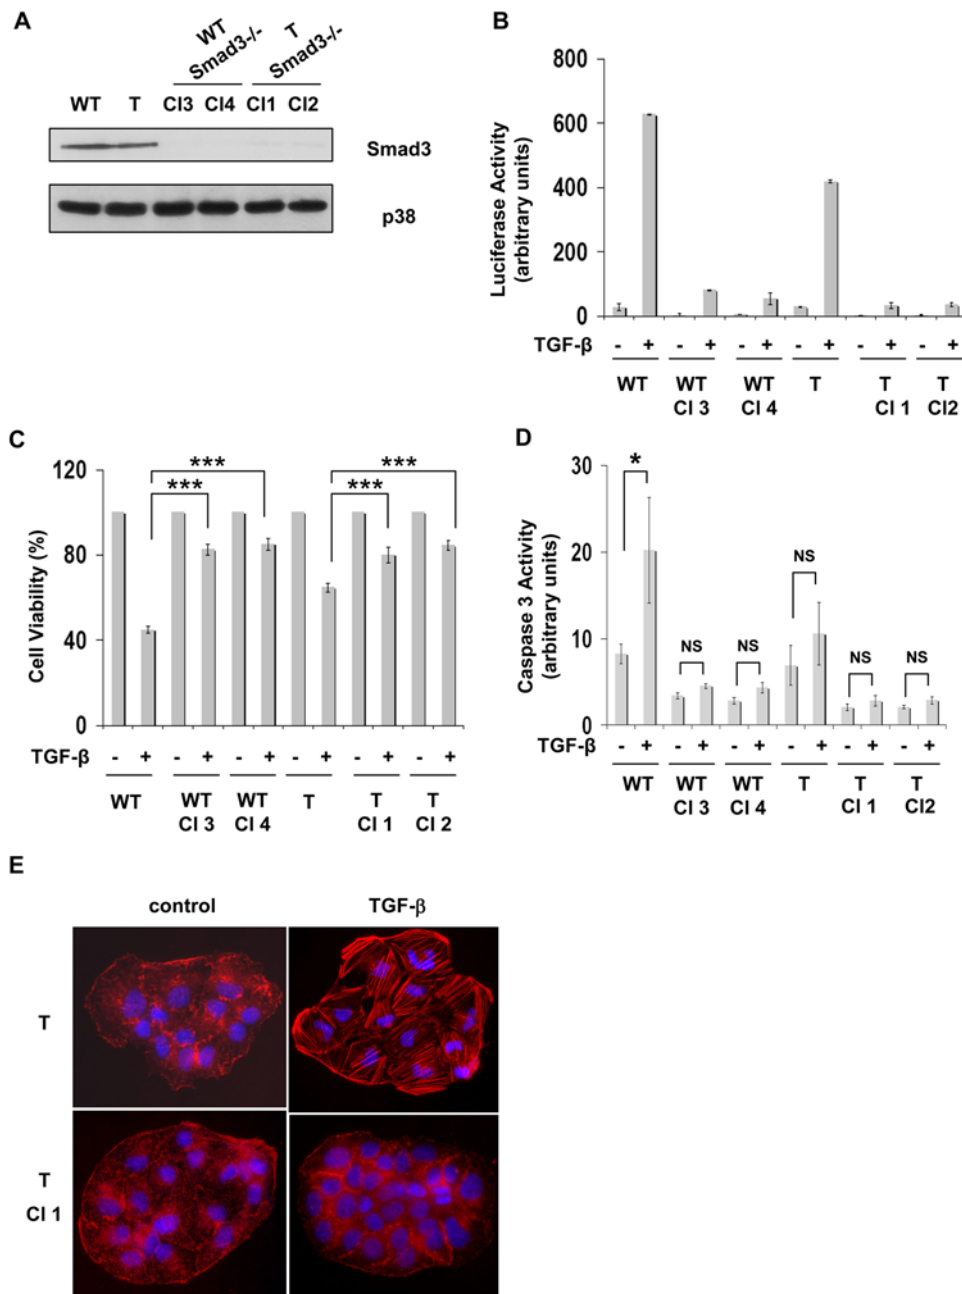 A
WT
Smad3-/-
T
Smad3-/-
WT T Cl3 Cl4 Cl1 Cl2
Smad3
p38
B
Luciferase Activity
(arbitrary units)
800
600
400
200
0
TGF-β - + - + - + - + - + - +
WT WT WT T T T
Cl 3 Cl 4 Cl 1 Cl2
C
Cell Viability (%)
120
80
40
0
*** ***
*** ***
TGF-β - + - + - + - + - + - +
WT WT WT T T T
Cl 3 Cl 4 Cl 1 Cl 2
D
Caspase 3 Activity
(arbitrary units)
30
20
10
0
*
NS
NS NS NS NS
TGF-β - + - + - + - + - + - +
WT WT WT T T T
Cl 3 Cl 4 Cl 1 Cl2
E
control TGF-β
T
T
Cl 1